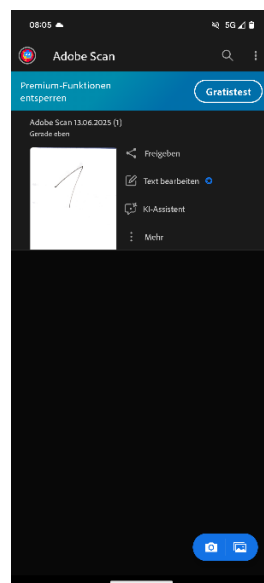 08:05
5G
Adobe Scan
Premium-Funktionen
entsperren
Gratistest
Adobe Scan 13.06.2025 (1)
Gerade eben
1
Freigeben
Text bearbeiten
KI-Assistent
Mehr